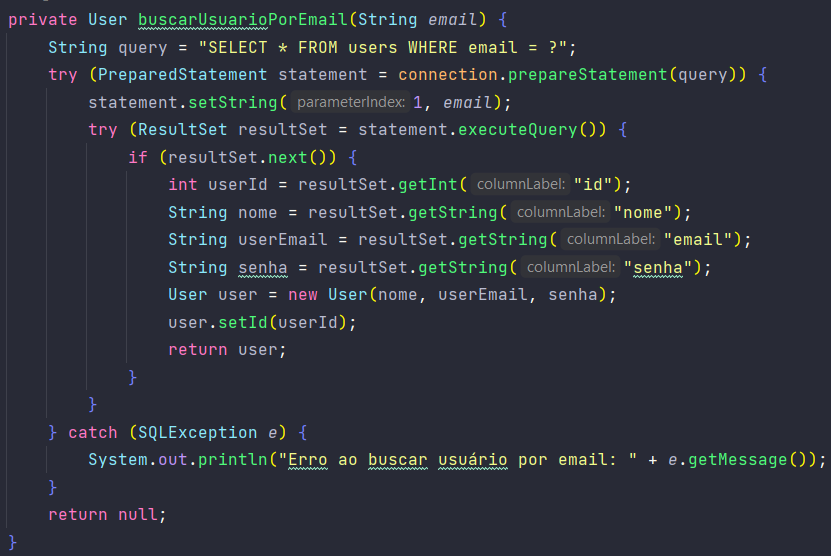 private User buscarUsuarioPorEmail(String email) {
String query = "SELECT * FROM users WHERE email = ?";
try (PreparedStatement statement = connection.prepareStatement(query)) {
statement.setString( parameterIndex: 1, email);
try (ResultSet resultSet = statement.executeQuery()) {
if (resultSet.next()) {
int userId = resultSet.getInt( columnLabel: "id");
String nome = resultSet.getString( columnLabel: "nome");
String userEmail = resultSet.getString( columnLabel: "email");
String senha = resultSet.getString( columnLabel: "senha");
User user = new User(nome, userEmail, senha);
user.setId(userId);
return user;
}
}
} catch (SQLException e) {
System.out.println("Erro ao buscar usuário por email: " + e.getMessage());
}
return null;
}